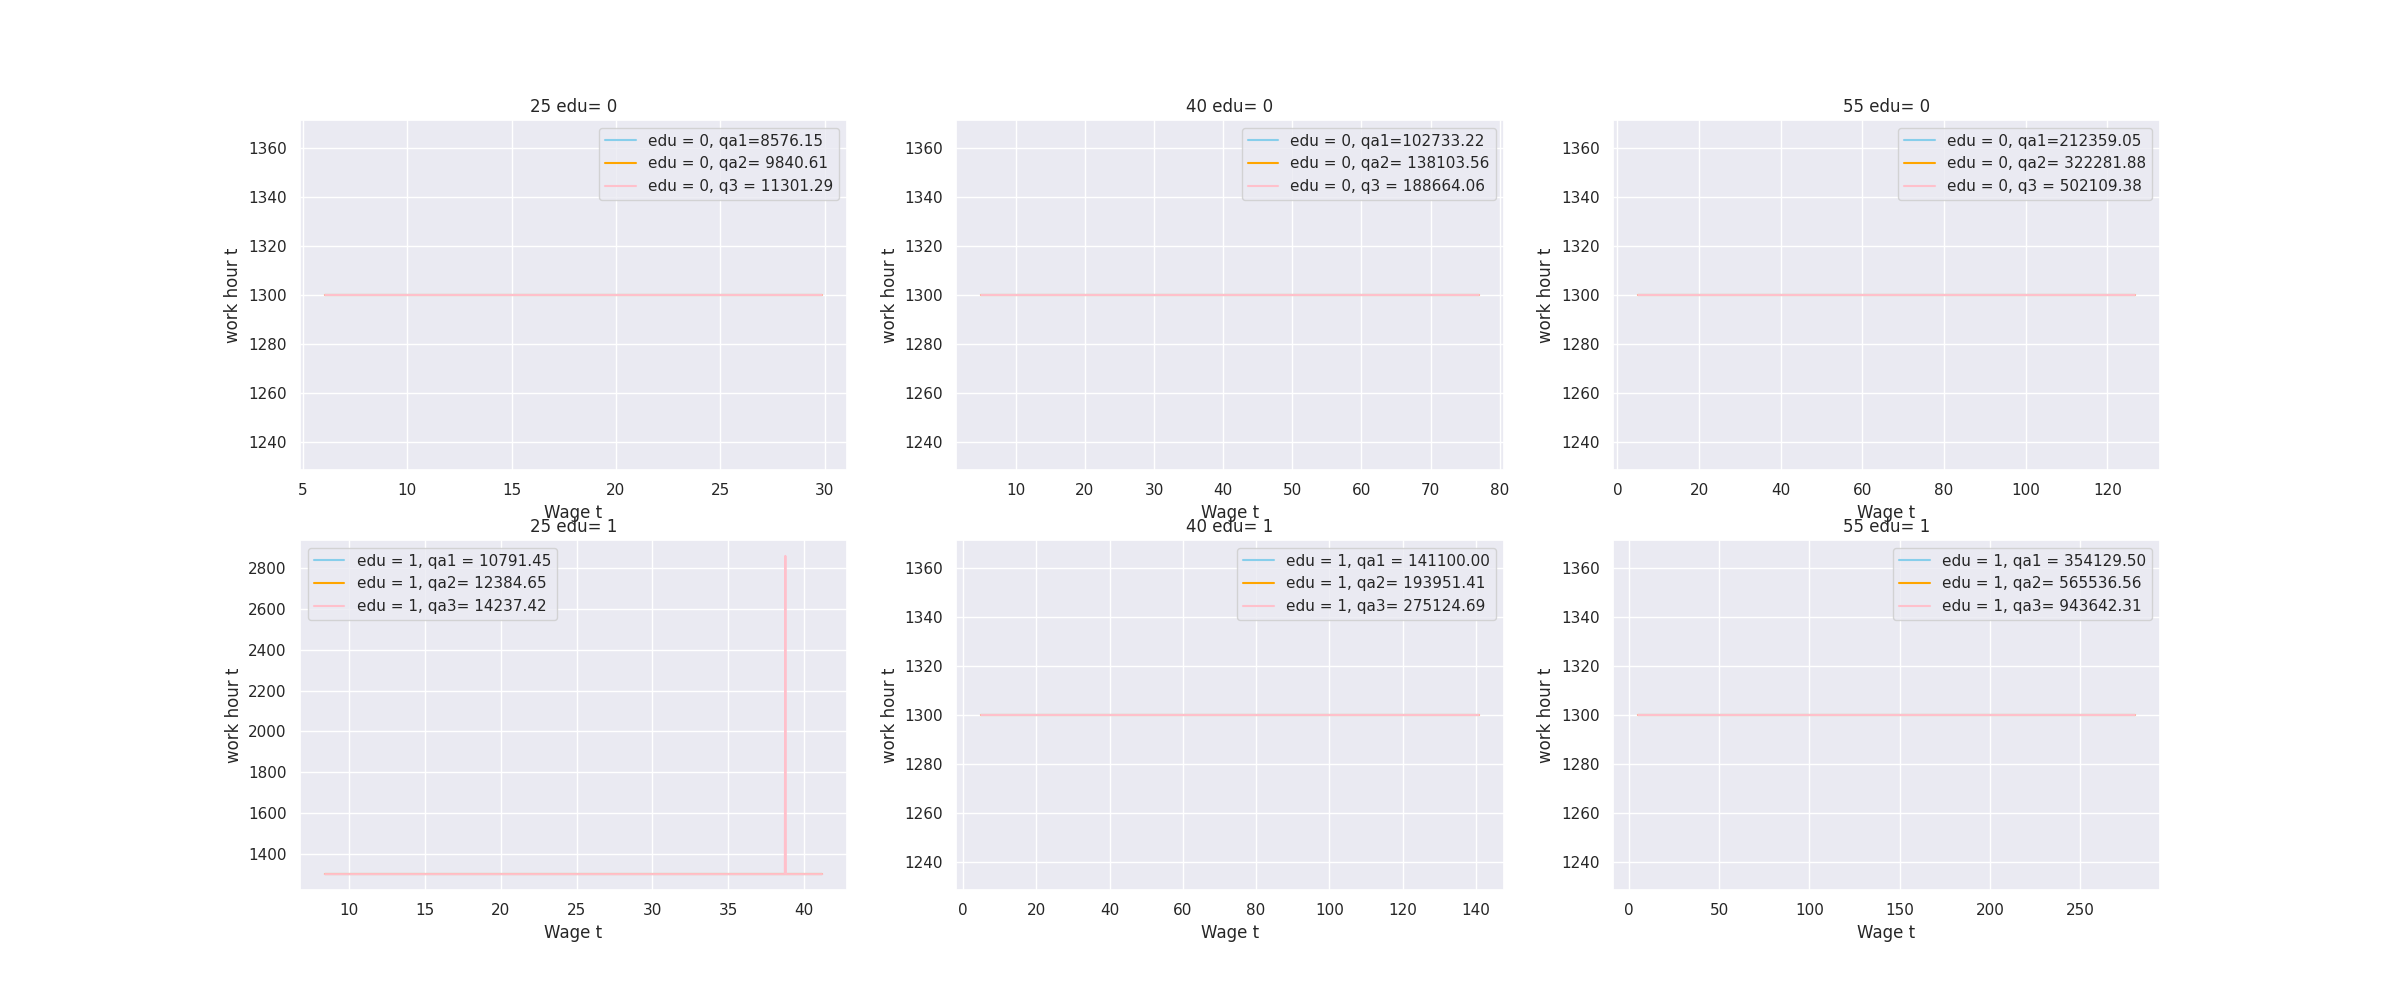 25 edu= 0
edu = 0, qa1=8576.15
edu = 0, qa2= 9840.61
edu = 0, q3 = 11301.29
work hour t
1360
1340
1320
1300
1280
1260
1240
5 10 15 20 25 30
Wage t
40 edu= 0
edu = 0, qa1=102733.22
edu = 0, qa2= 138103.56
edu = 0, q3 = 188664.06
work hour t
1360
1340
1320
1300
1280
1260
1240
10 20 30 40 50 60 70 80
Wage t
55 edu= 0
edu = 0, qa1=212359.05
edu = 0, qa2= 322281.88
edu = 0, q3 = 502109.38
work hour t
1360
1340
1320
1300
1280
1260
1240
0 20 40 60 80 100 120
Wage t
25 edu= 1
edu = 1, qa1 = 10791.45
edu = 1, qa2= 12384.65
edu = 1, qa3= 14237.42
work hour t
2800
2600
2400
2200
2000
1800
1600
1400
10 15 20 25 30 35 40
Wage t
40 edu= 1
edu = 1, qa1 = 141100.00
edu = 1, qa2= 193951.41
edu = 1, qa3= 275124.69
work hour t
1360
1340
1320
1300
1280
1260
1240
0 20 40 60 80 100 120 140
Wage t
55 edu= 1
edu = 1, qa1 = 354129.50
edu = 1, qa2= 565536.56
edu = 1, qa3= 943642.31
work hour t
1360
1340
1320
1300
1280
1260
1240
0 50 100 150 200 250
Wage t